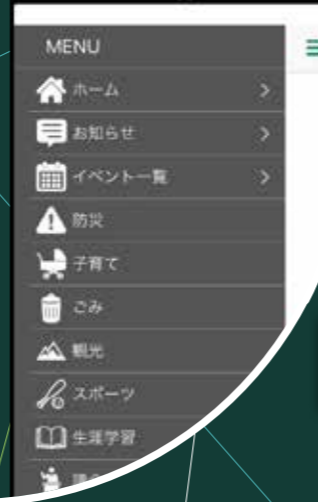 MENU
ホーム
お知らせ
イベント一覧
防災
子育て
ごみ
観光
スポーツ
生涯学習